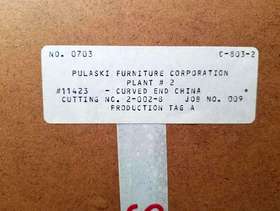 NO. 0703 C-803-2
PULASKI FURNITURE CORPORATION
PLANT # 2
#11423 - CURVED END CHINA *
CUTTING NC. 2-002-8 JOB NO. 009
PRODUCTION TAG A